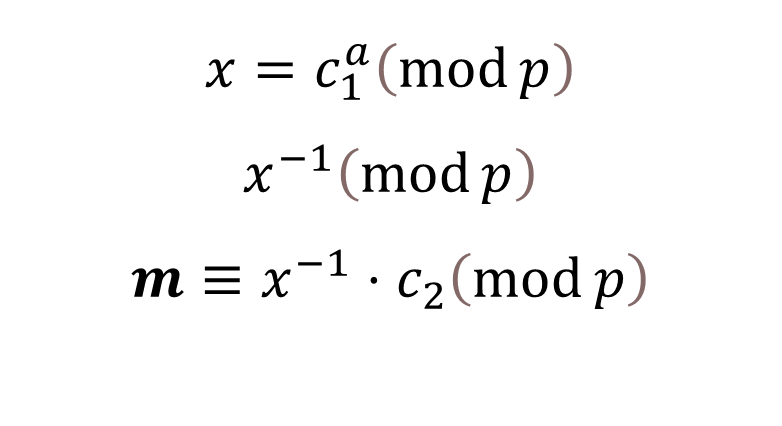 x = c₁ᵃ(mod p)
x⁻¹(mod p)
m ≡ x⁻¹ · c₂(mod p)